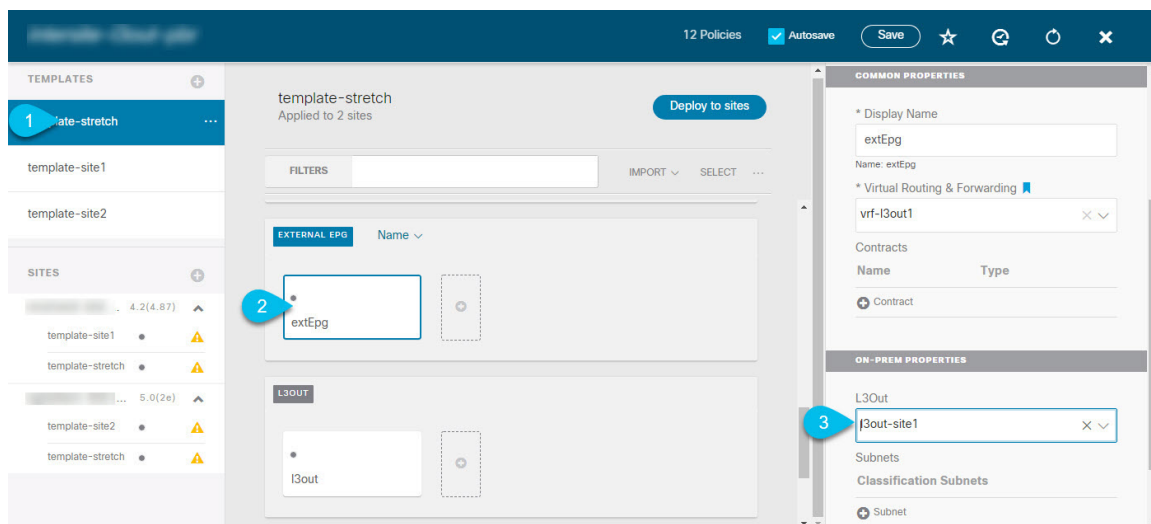 12 Policies
Autosave
Save
TEMPLATES
1
late-stretch
template-site1
template-site2
SITES
4.2(4.87)
template-site1
template-stretch
... 5.0(2e)
template-site2
template-stretch
template-stretch
Applied to 2 sites
Deploy to sites
FILTERS
IMPORT
SELECT
EXTERNAL EPG
Name
2
extEpg
L3OUT
l3out
COMMON PROPERTIES
* Display Name
extEpg
Name: extEpg
* Virtual Routing & Forwarding
vrf-l3out1
Contracts
Name Type
Contract
ON-PREM PROPERTIES
L3Out
3
l3out-site1
Subnets
Classification Subnets
Subnet